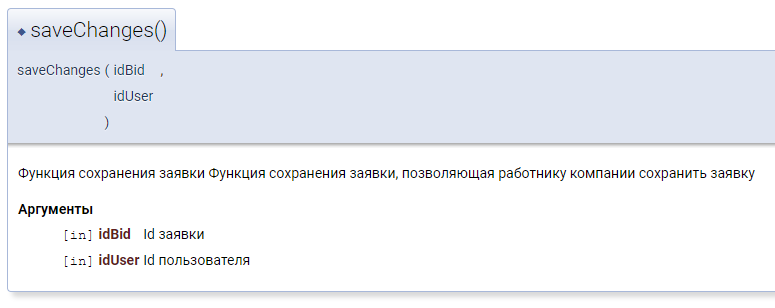 ◆ saveChanges()
saveChanges ( idBid ,
idUser
)
Функция сохранения заявки Функция сохранения заявки, позволяющая работнику компании сохранить заявку
Аргументы
[in] idBid Id заявки
[in] idUser Id пользователя